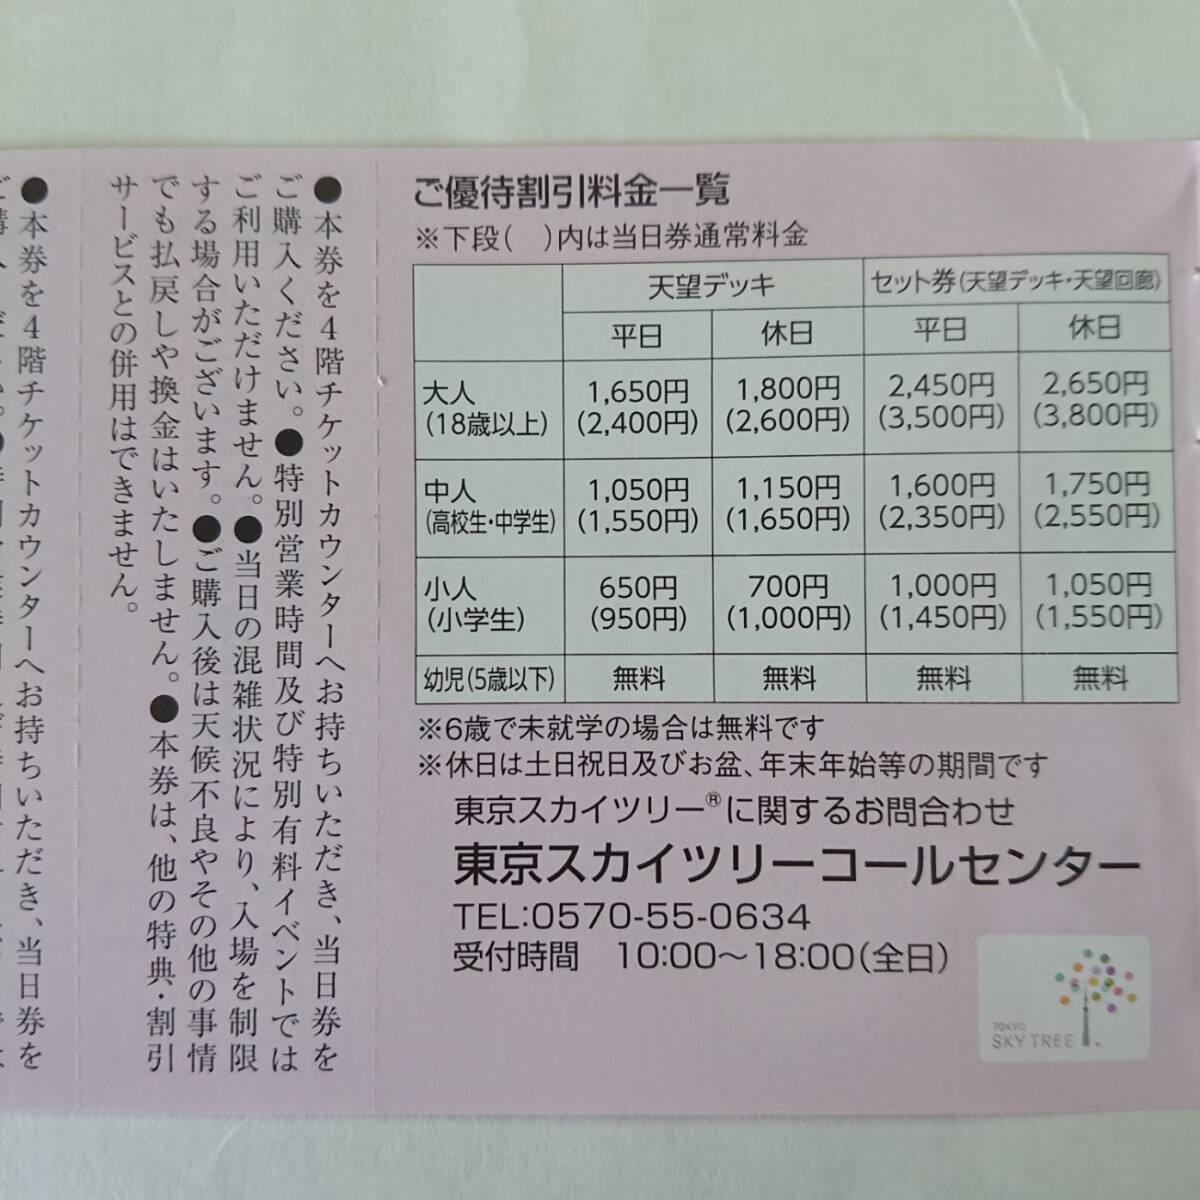 ●本券を4階チケットカウンターへお持ちいただき、当日券を
ご購入ください。●特別営業時間及び特別有料イベントでは
ご利用いただけません。●当日の混雑状況により、入場を制限
する場合がございます。●ご購入後は天候不良やその他の事情
でも払戻しや換金はいたしません。●本券は、他の特典・割引
サービスとの併用はできません。
●本券を4階チケットカウンターへお持ちいただき、当日券を
ご優待割引料金一覧
※下段(　)内は当日券通常料金
天望デッキ セット券(天望デッキ・天望回廊)
平日 休日 平日 休日
大人 1,650円 1,800円 2,450円 2,650円
(18歳以上) (2,400円) (2,600円) (3,500円) (3,800円)
中人 1,050円 1,150円 1,600円 1,750円
(高校生・中学生) (1,550円) (1,650円) (2,350円) (2,550円)
小人 650円 700円 1,000円 1,050円
(小学生) (950円) (1,000円) (1,450円) (1,550円)
幼児(5歳以下) 無料 無料 無料 無料
※6歳で未就学の場合は無料です
※休日は土日祝日及びお盆、年末年始等の期間です
東京スカイツリー®に関するお問合わせ
東京スカイツリーコールセンター
TEL:0570-55-0634
受付時間　10:00〜18:00(全日)
TOKYO
SKY TREE